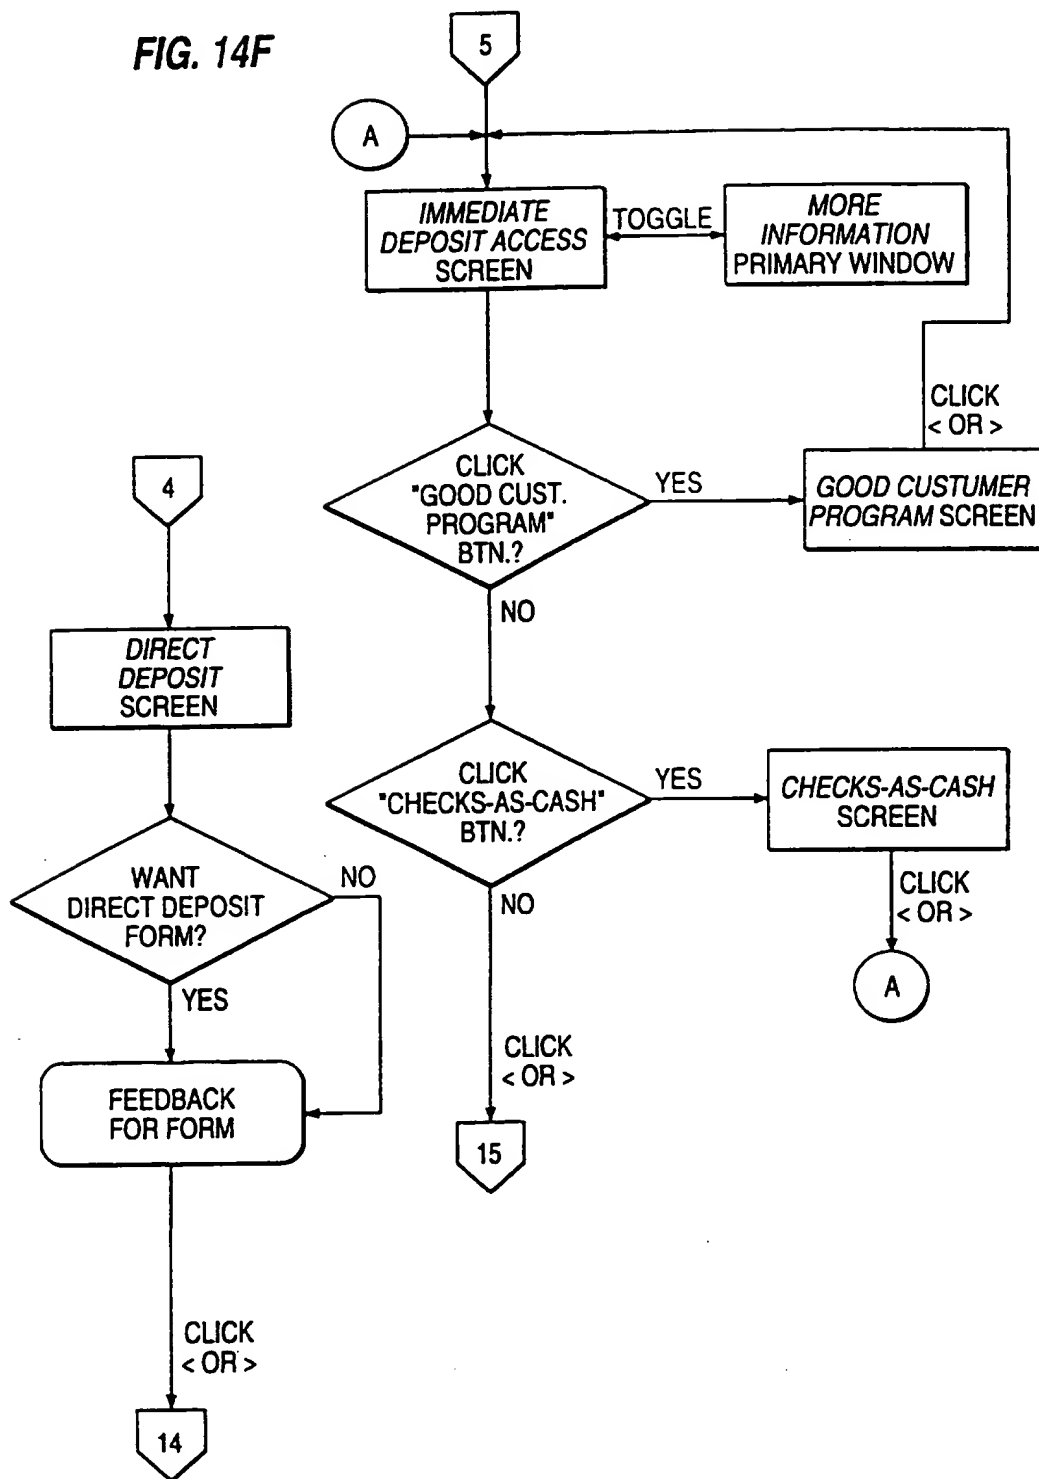 FIG. 14F
5
A
IMMEDIATE
DEPOSIT ACCESS
SCREEN
TOGGLE
MORE
INFORMATION
PRIMARY WINDOW
CLICK
< OR >
CLICK
"GOOD CUST.
PROGRAM"
BTN.?
YES
GOOD CUSTUMER
PROGRAM SCREEN
NO
4
DIRECT
DEPOSIT
SCREEN
CLICK
"CHECKS-AS-CASH"
BTN.?
YES
CHECKS-AS-CASH
SCREEN
NO
CLICK
< OR >
A
WANT
DIRECT DEPOSIT
FORM?
NO
YES
FEEDBACK
FOR FORM
CLICK
< OR >
15
CLICK
< OR >
14